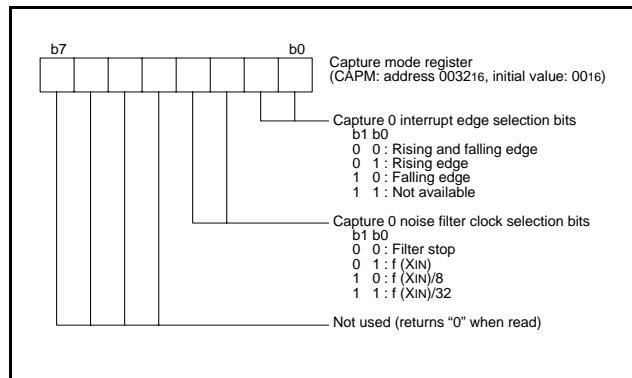 b7 b0
Capture mode register
(CAPM: address 003216, initial value: 0016)
Capture 0 interrupt edge selection bits
b1 b0
0 0 : Rising and falling edge
0 1 : Rising edge
1 0 : Falling edge
1 1 : Not available
Capture 0 noise filter clock selection bits
b1 b0
0 0 : Filter stop
0 1 : f (XIN)
1 0 : f (XIN)/8
1 1 : f (XIN)/32
Not used (returns “0” when read)